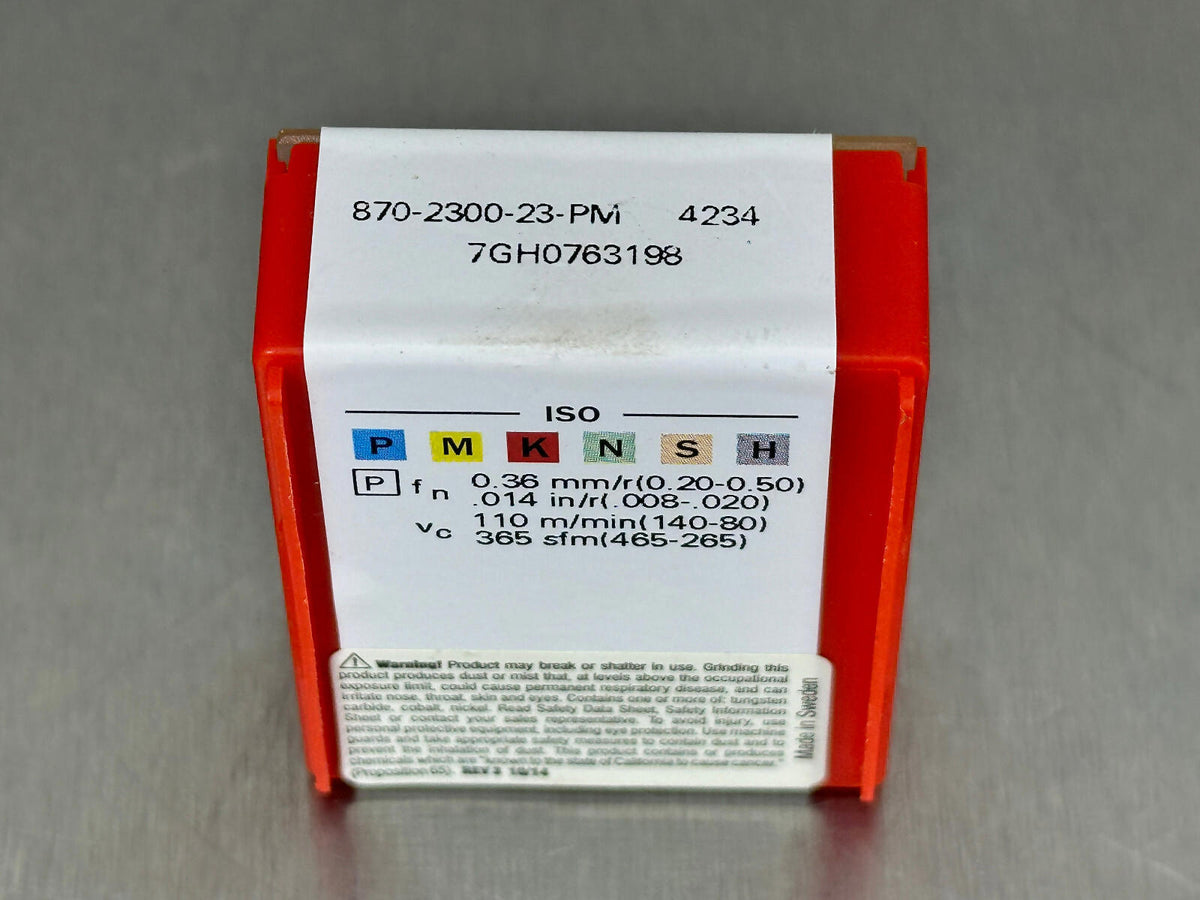 870-2300-23-PM 4234
7GH0763198
ISO
P M K N S H
P fn 0.36 mm/r(0.20-0.50)
.014 in/r(.008-.020)
vc 110 m/min(140-80)
365 sfm(465-265)
Warning! Product may break or shatter in use. Grinding this
product produces dust or mist that, at levels above the occupational
exposure limit, could cause permanent respiratory disease, and can
irritate nose, throat, skin and eyes. Contains one or more of: tungsten
carbide, cobalt, nickel. Read Safety Data Sheet, Safety Information
Sheet or contact your sales representative. To avoid injury, use
personal protective equipment, including eye protection. Use machine
guards and take appropriate safety measures to contain dust and to
prevent the inhalation of dust. This product contains or produces
chemicals which are "known to the state of California to cause cancer."
(Proposition 65). REV 3 10/14
Made in Sweden